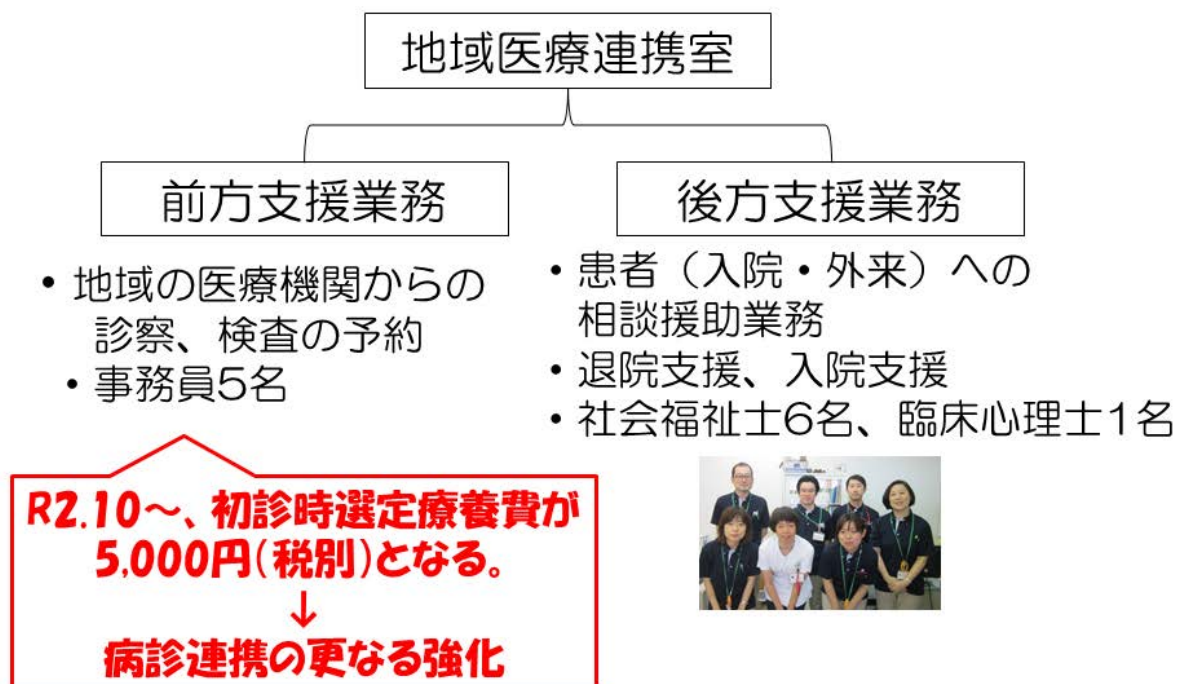 地域医療連携室
前方支援業務
• 地域の医療機関からの
診察、検査の予約
• 事務員5名
R2.10～、初診時選定療養費が
5,000円(税別)となる。
↓
病診連携の更なる強化
後方支援業務
• 患者（入院・外来）への
相談援助業務
• 退院支援、入院支援
• 社会福祉士6名、臨床心理士1名